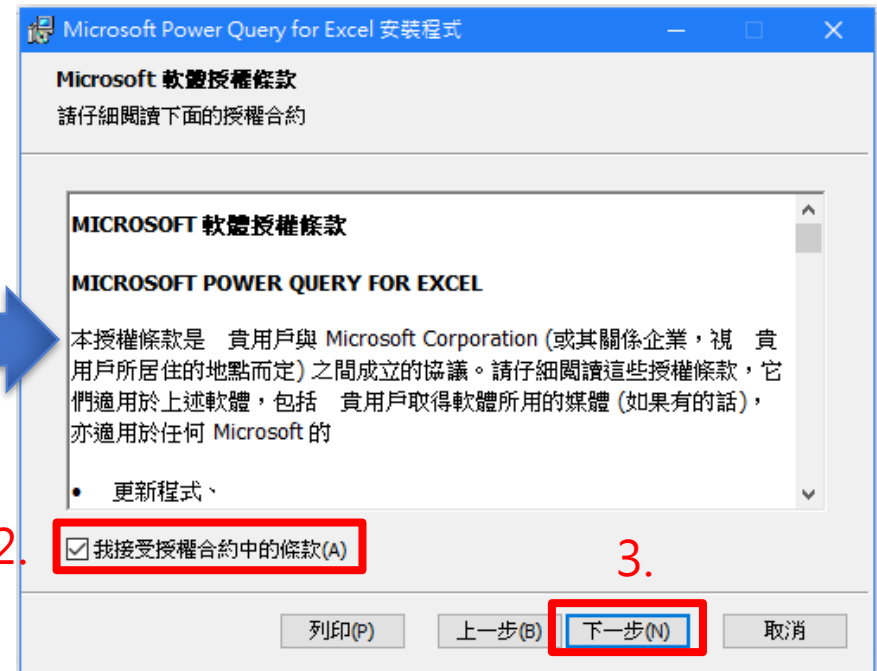 Microsoft Power Query for Excel 安裝程式
Microsoft 軟體授權條款
請仔細閱讀下面的授權合約
MICROSOFT 軟體授權條款
MICROSOFT POWER QUERY FOR EXCEL
本授權條款是　貴用戶與 Microsoft Corporation (或其關係企業，視　貴
用戶所居住的地點而定) 之間成立的協議。請仔細閱讀這些授權條款，它
們適用於上述軟體，包括　貴用戶取得軟體所用的媒體 (如果有的話)，
亦適用於任何 Microsoft 的
• 更新程式、
2. 我接受授權合約中的條款(A)
3.
列印(P) 上一步(B) 下一步(N) 取消